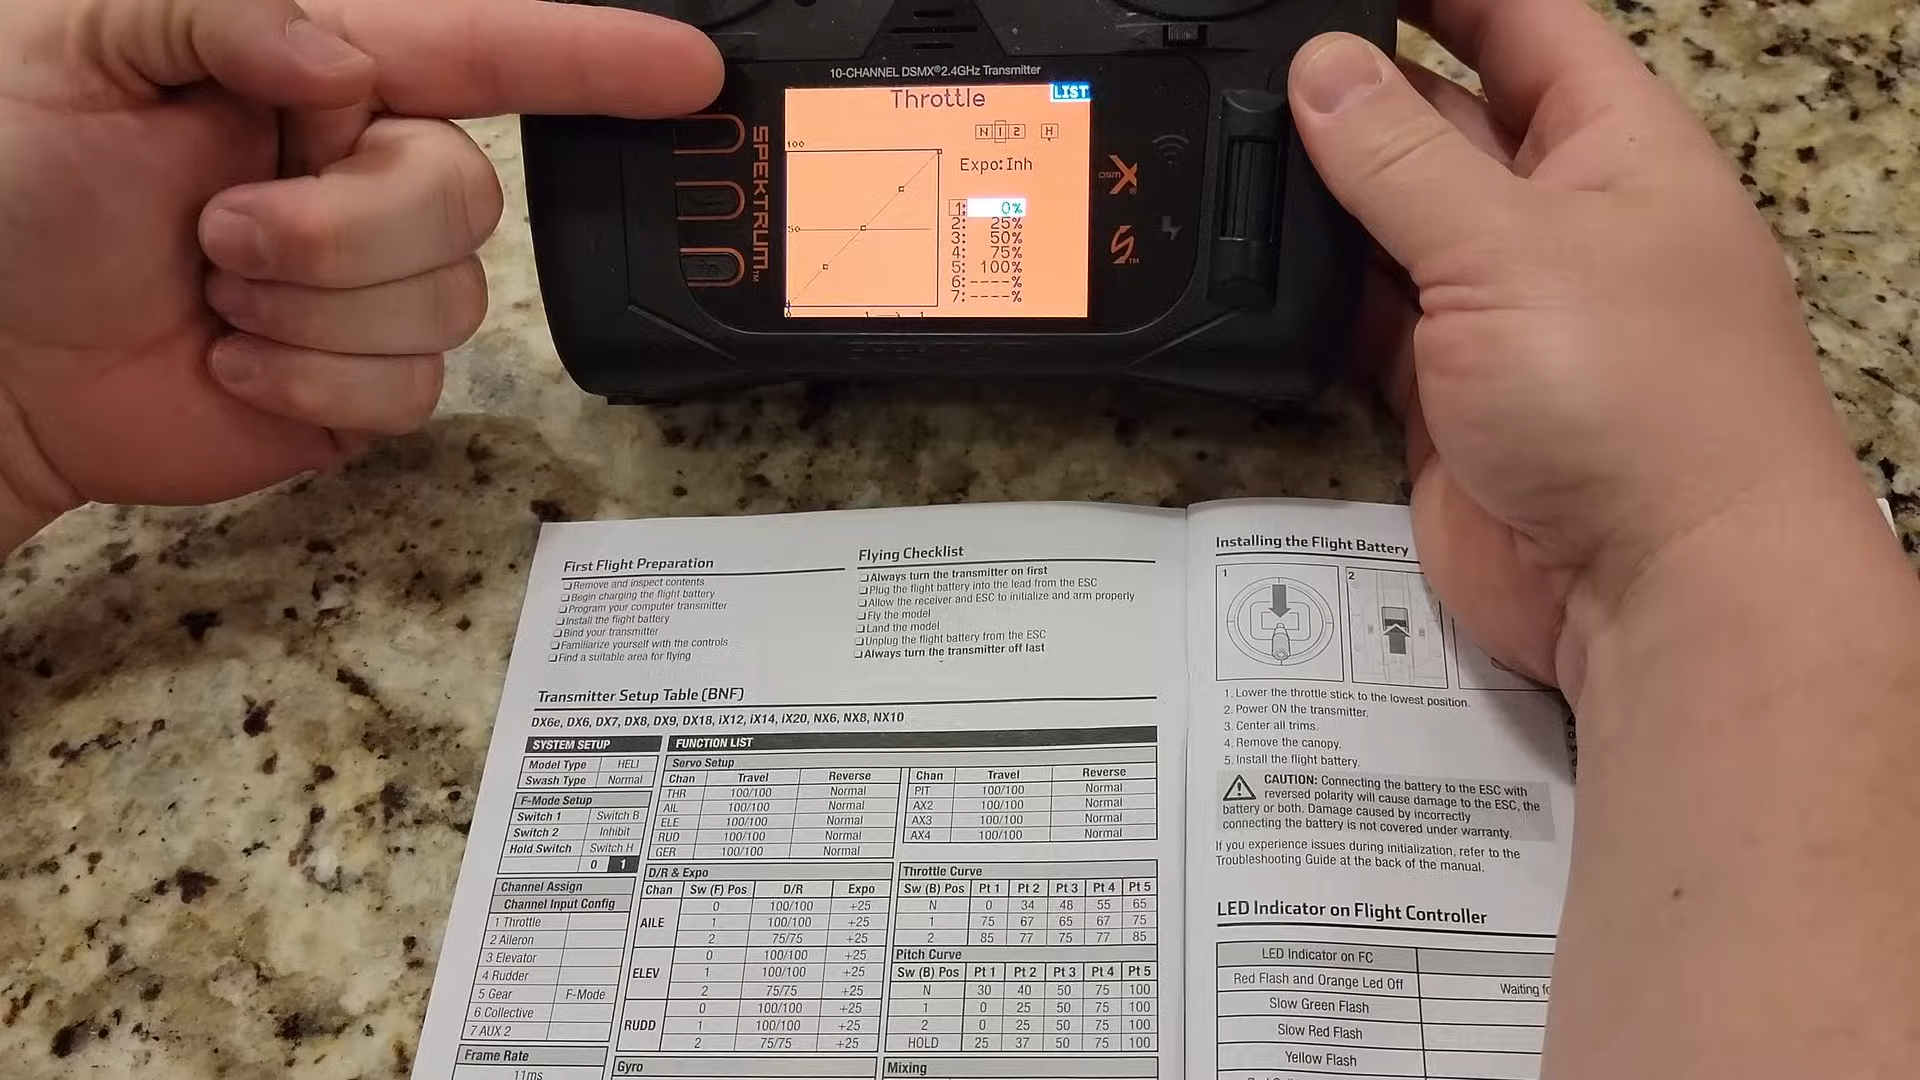 10-CHANNEL DSMX® 2.4GHz Transmitter
Throttle
LIST
N 1 2 H
100
Expo: Inh
50
1: 0%
2: 25%
3: 50%
4: 75%
5: 100%
6: ----%
7: ----%
SPEKTRUM™
DSM X®
First Flight Preparation
Remove and inspect contents
Begin charging the flight battery
Program your computer transmitter
Install the flight battery
Bind your transmitter
Familiarize yourself with the controls
Find a suitable area for flying
Flying Checklist
Always turn the transmitter on first
Plug the flight battery into the lead from the ESC
Allow the receiver and ESC to initialize and arm properly
Fly the model
Land the model
Unplug the flight battery from the ESC
Always turn the transmitter off last
Transmitter Setup Table (BNF)
DX6e, DX6, DX7, DX8, DX9, DX18, iX12, iX14, iX20, NX6, NX8, NX10
SYSTEM SETUP
Model Type HELI
Swash Type Normal
F-Mode Setup
Switch 1 Switch B
Switch 2 Inhibit
Hold Switch Switch H
0 1
Channel Assign
Channel Input Config
1 Throttle
2 Aileron
3 Elevator
4 Rudder
5 Gear F-Mode
6 Collective
7 AUX 2
Frame Rate
11ms
FUNCTION LIST
Servo Setup
Chan Travel Reverse
THR 100/100 Normal
AIL 100/100 Normal
ELE 100/100 Normal
RUD 100/100 Normal
GER 100/100 Normal
Chan Travel Reverse
PIT 100/100 Normal
AX2 100/100 Normal
AX3 100/100 Normal
AX4 100/100 Normal
D/R & Expo
Chan Sw (F) Pos D/R Expo
AILE
0 100/100 +25
1 100/100 +25
2 75/75 +25
ELEV
0 100/100 +25
1 100/100 +25
2 75/75 +25
RUDD
0 100/100 +25
1 100/100 +25
2 75/75 +25
Gyro
Throttle Curve
Sw (B) Pos Pt 1 Pt 2 Pt 3 Pt 4 Pt 5
N 0 34 48 55 65
1 75 67 65 67 75
2 85 77 75 77 85
Pitch Curve
Sw (B) Pos Pt 1 Pt 2 Pt 3 Pt 4 Pt 5
N 30 40 50 75 100
1 0 25 50 75 100
2 0 25 50 75 100
HOLD 25 37 50 75 100
Mixing
Installing the Flight Battery
1 2
1. Lower the throttle stick to the lowest position.
2. Power ON the transmitter.
3. Center all trims.
4. Remove the canopy.
5. Install the flight battery.
CAUTION: Connecting the battery to the ESC with
reversed polarity will cause damage to the ESC, the
battery or both. Damage caused by incorrectly
connecting the battery is not covered under warranty.
If you experience issues during initialization, refer to the
Troubleshooting Guide at the back of the manual.
LED Indicator on Flight Controller
LED Indicator on FC
Red Flash and Orange Led Off Waiting
Slow Green Flash
Slow Red Flash
Yellow Flash